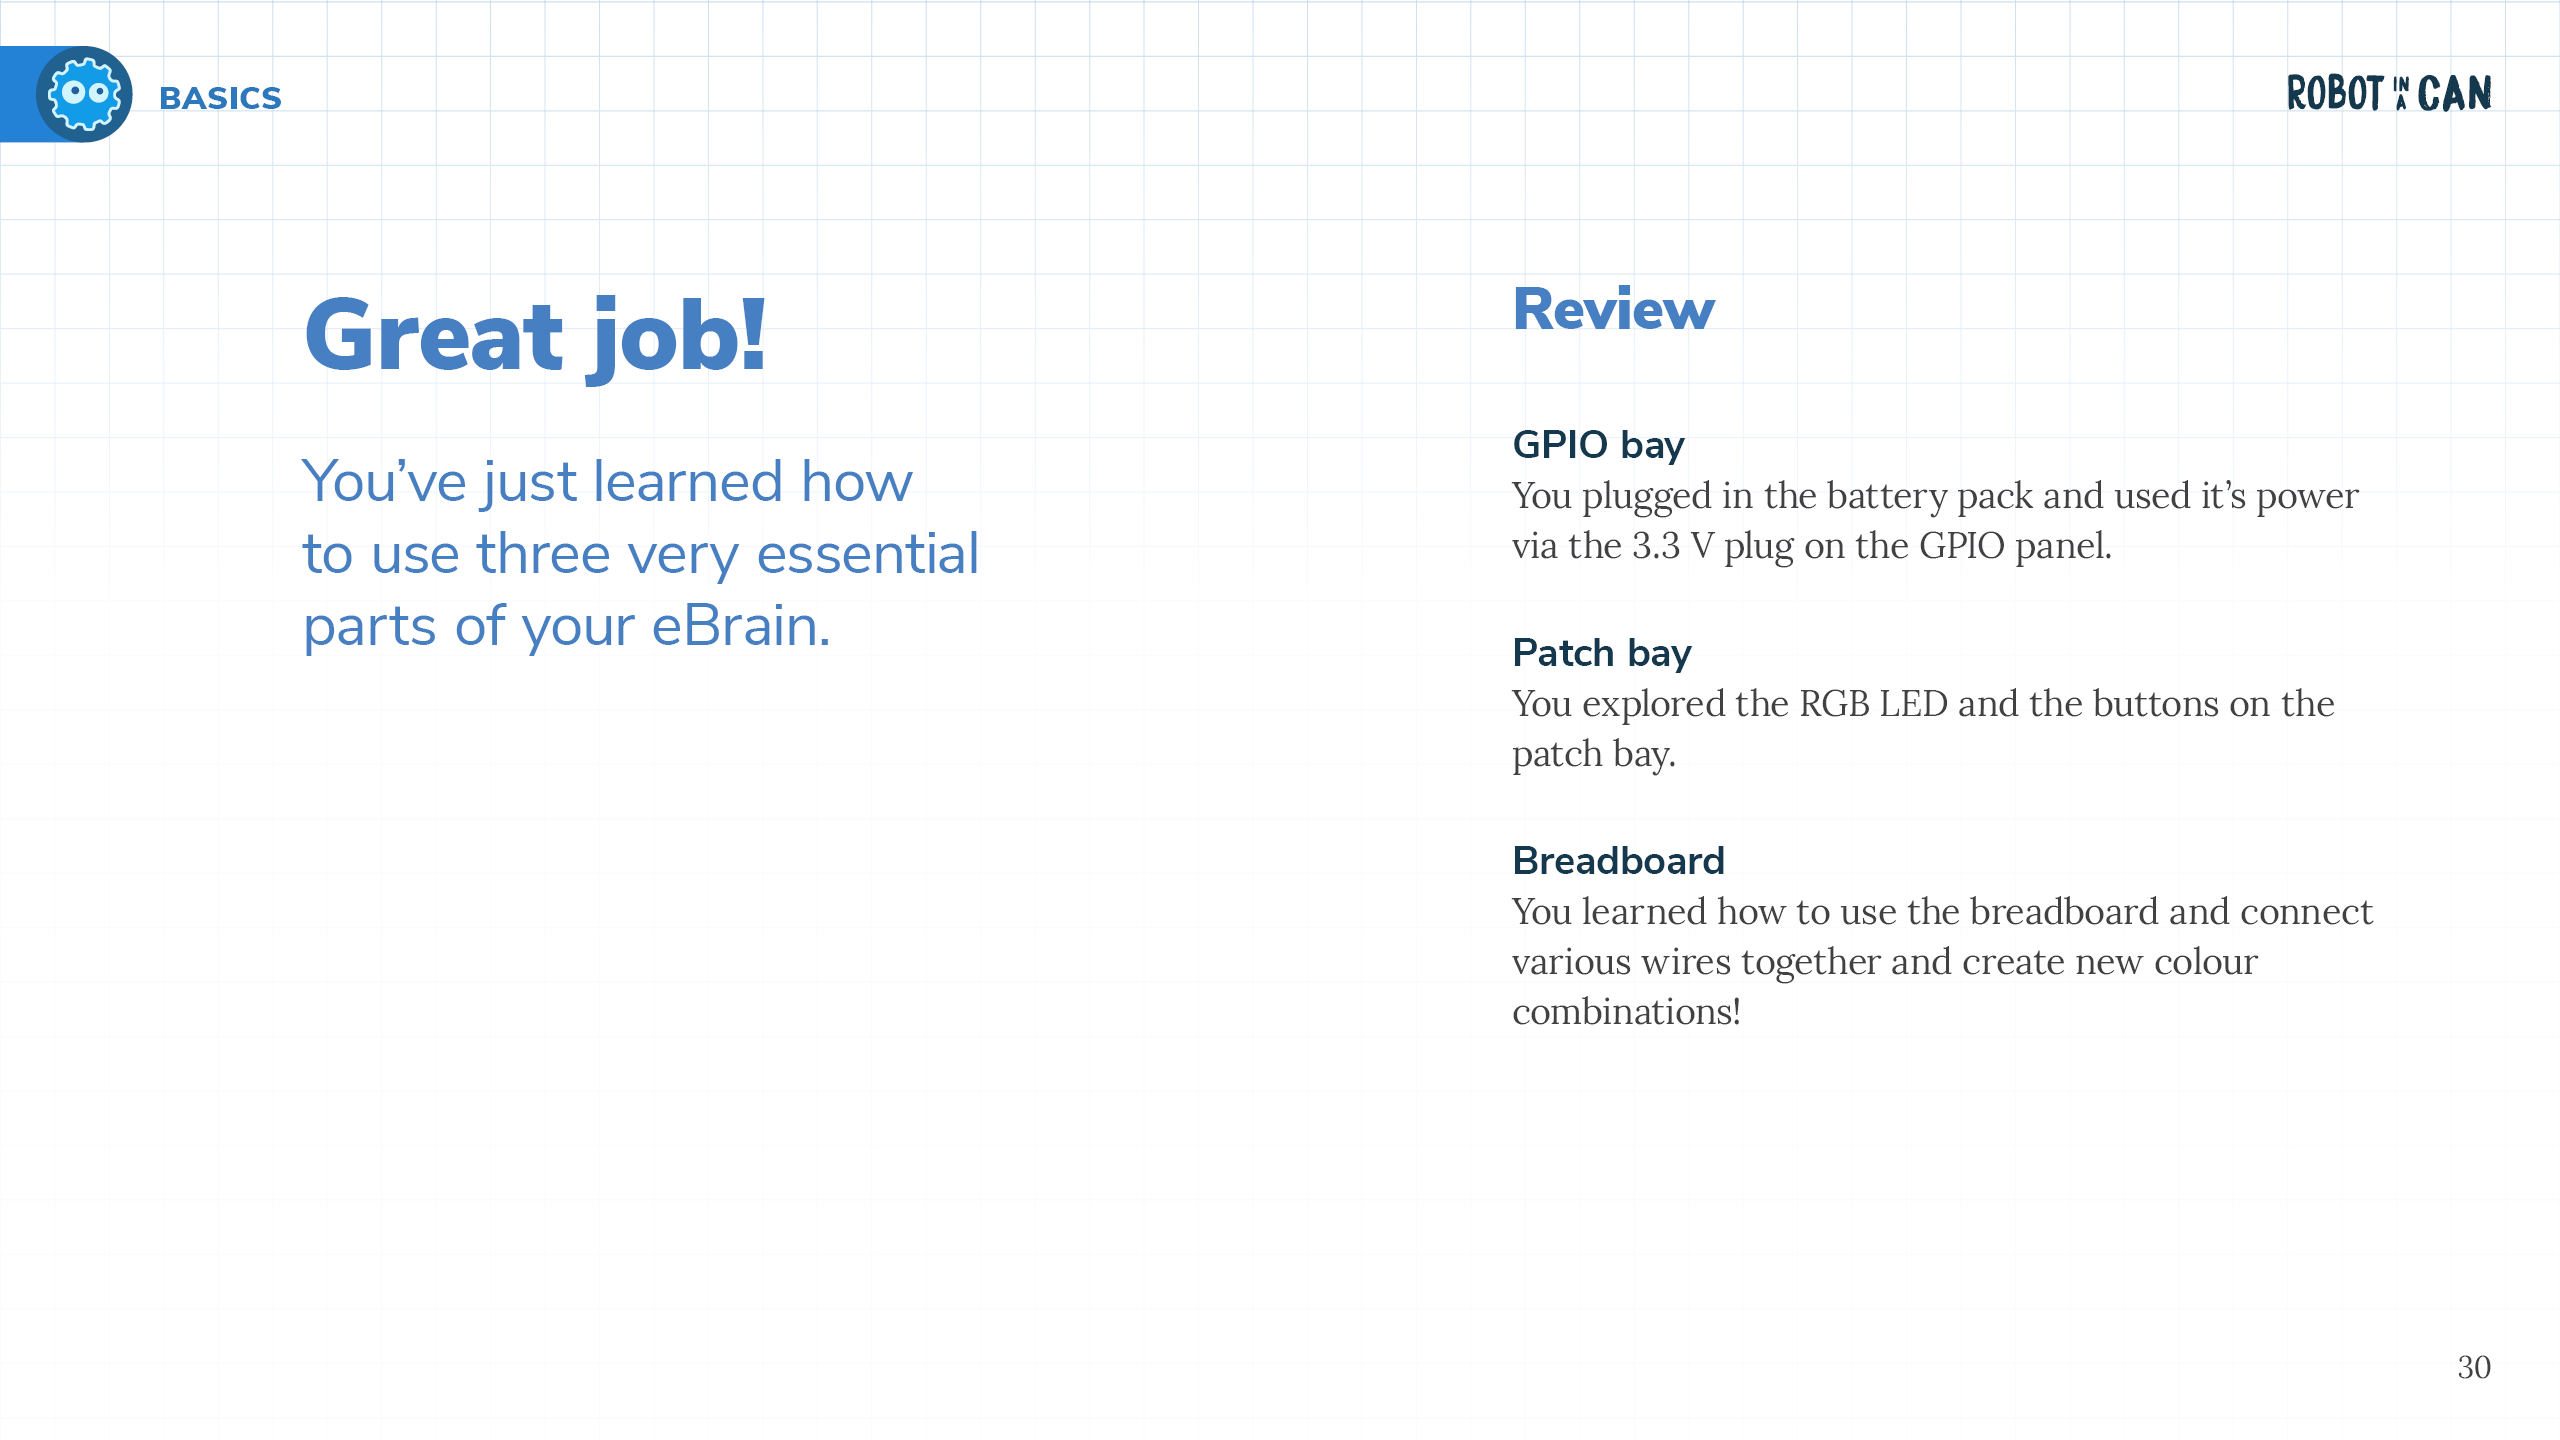 BASICS
ROBOT IN A CAN
Great job!
You’ve just learned how
to use three very essential
parts of your eBrain.
Review
GPIO bay
You plugged in the battery pack and used it’s power
via the 3.3 V plug on the GPIO panel.
Patch bay
You explored the RGB LED and the buttons on the
patch bay.
Breadboard
You learned how to use the breadboard and connect
various wires together and create new colour
combinations!
30